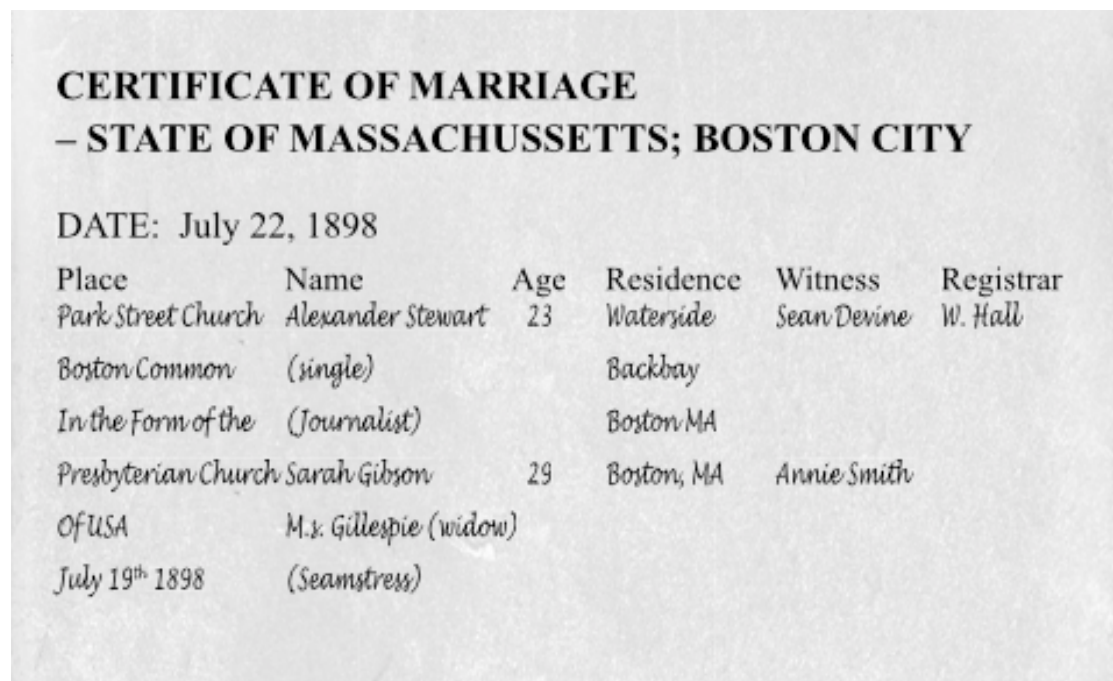 CERTIFICATE OF MARRIAGE
– STATE OF MASSACHUSSETTS; BOSTON CITY
DATE: July 22, 1898
Place Name Age Residence Witness Registrar
Park Street Church Alexander Stewart 23 Waterside Sean Devine W. Hall
Boston Common (single) Backbay
In the Form of the (Journalist) Boston MA
Presbyterian Church Sarah Gibson 29 Boston, MA Annie Smith
Of USA M.s. Gillespie (widow)
July 19th 1898 (Seamstress)